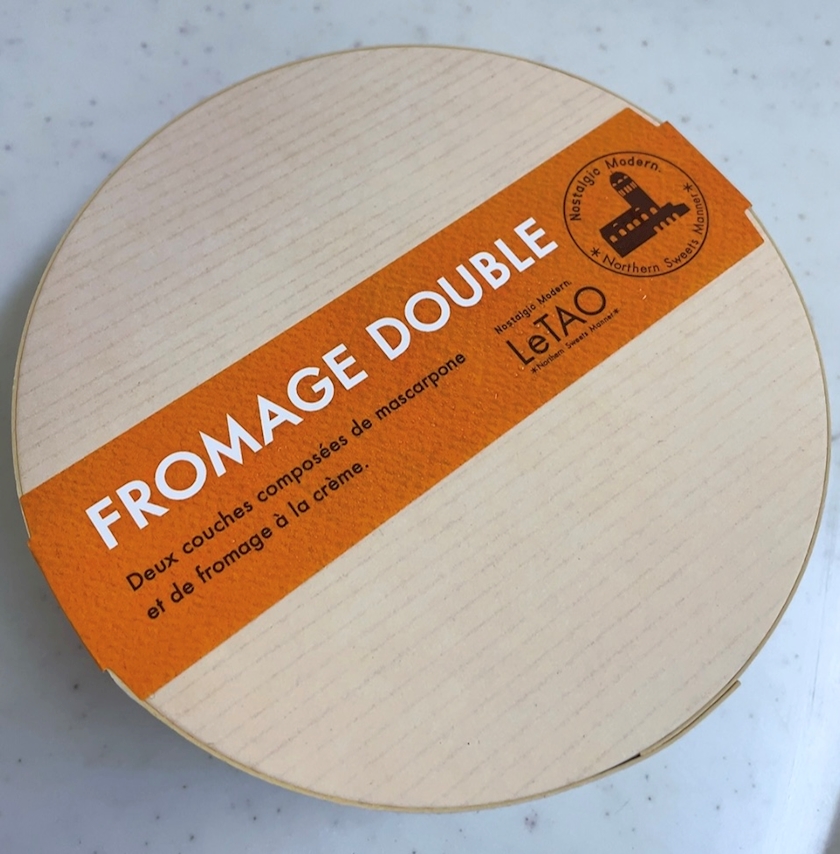 FROMAGE DOUBLE
Deux couches composées de mascarpone
et de fromage à la crème.
Nostalgic Modern.
LeTAO
*Northern Sweets Manner*
Nostalgic Modern.
* Northern Sweets Manner *